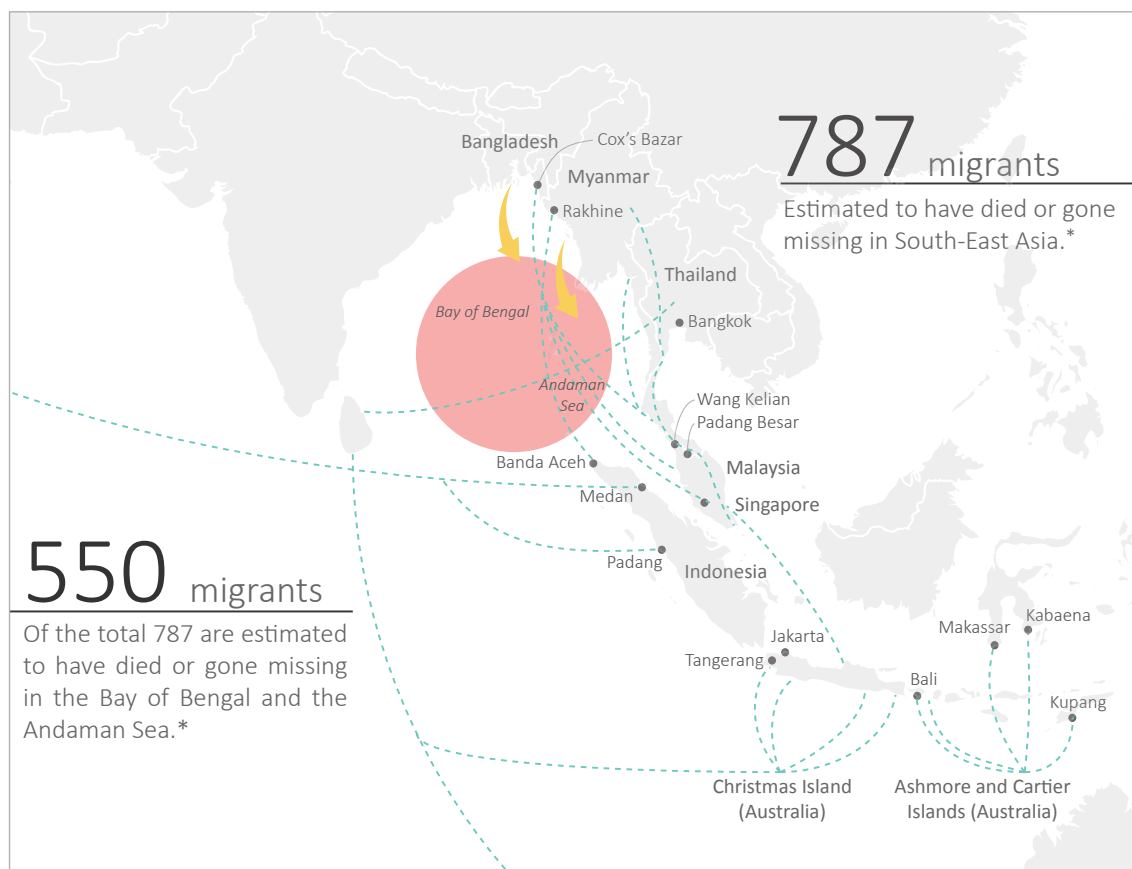 Bangladesh
Cox's Bazar
787 migrants
Estimated to have died or gone
missing in South-East Asia.*
Myanmar
Rakhine
Thailand
Bay of Bengal
Bangkok
Andaman
Sea
Wang Kelian
Padang Besar
Banda Aceh
Malaysia
Medan
Singapore
Padang
Indonesia
550 migrants
Of the total 787 are estimated
to have died or gone missing
in the Bay of Bengal and the
Andaman Sea.*
Jakarta
Tangerang
Makassar
Kabaena
Bali
Kupang
Christmas Island
(Australia)
Ashmore and Cartier
Islands (Australia)